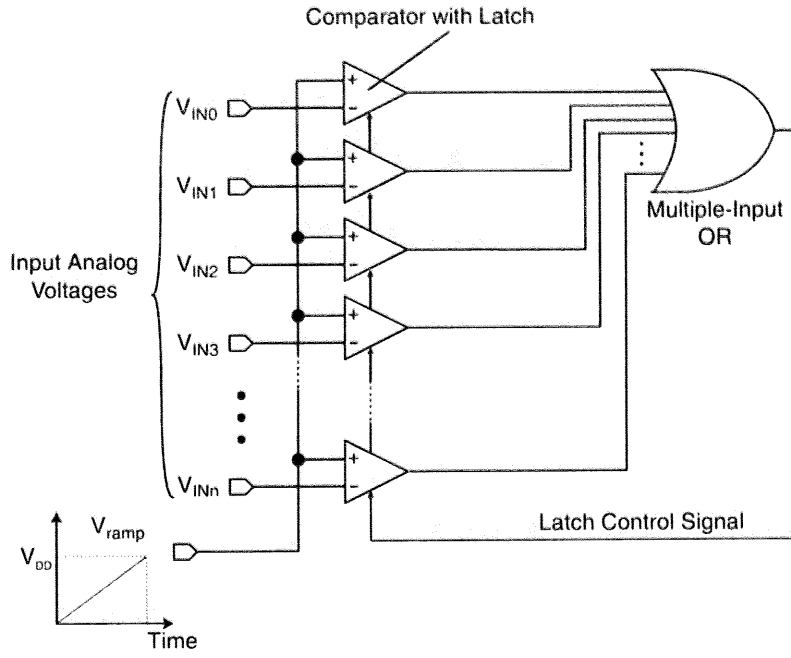 Comparator with Latch
+
−
V_IN0
+
−
V_IN1
Multiple-Input
OR
+
−
V_IN2
Input Analog
Voltages
+
−
V_IN3
+
−
V_INn
Latch Control Signal
V_ramp
V_DD
Time